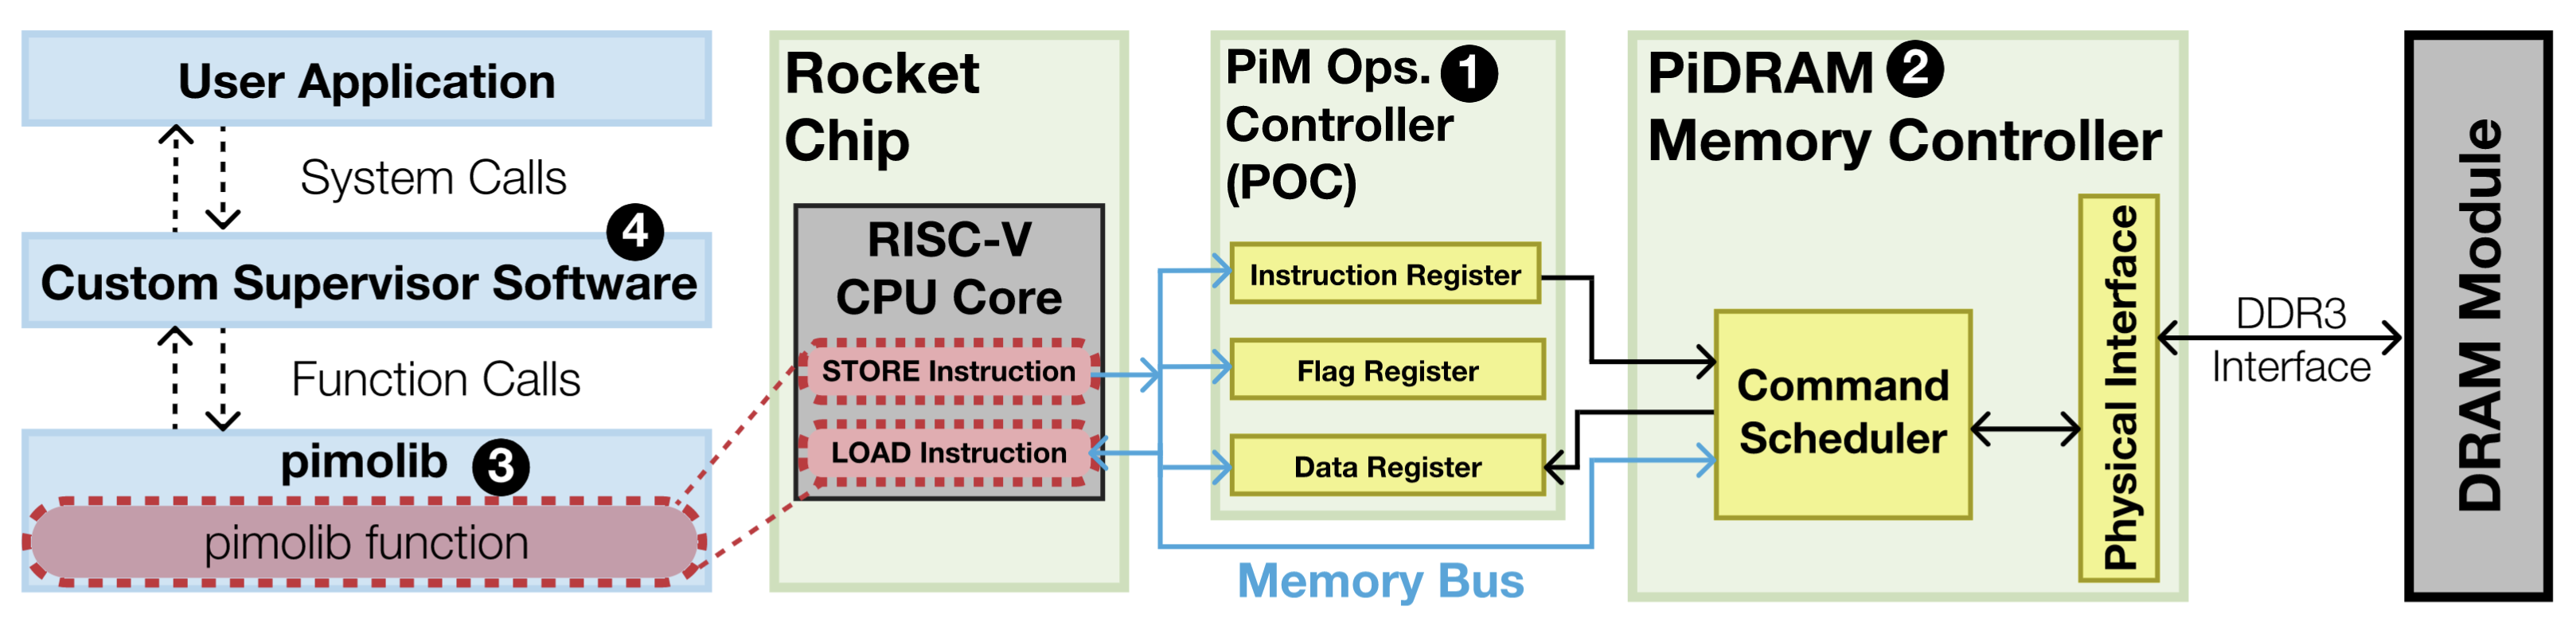 User Application
System Calls
4
Custom Supervisor Software
Function Calls
pimolib 3
pimolib function
Rocket
Chip
RISC-V
CPU Core
STORE Instruction
LOAD Instruction
PiM Ops. 1
Controller
(POC)
Instruction Register
Flag Register
Data Register
Memory Bus
PiDRAM 2
Memory Controller
Command
Scheduler
Physical Interface
DDR3
Interface
DRAM Module